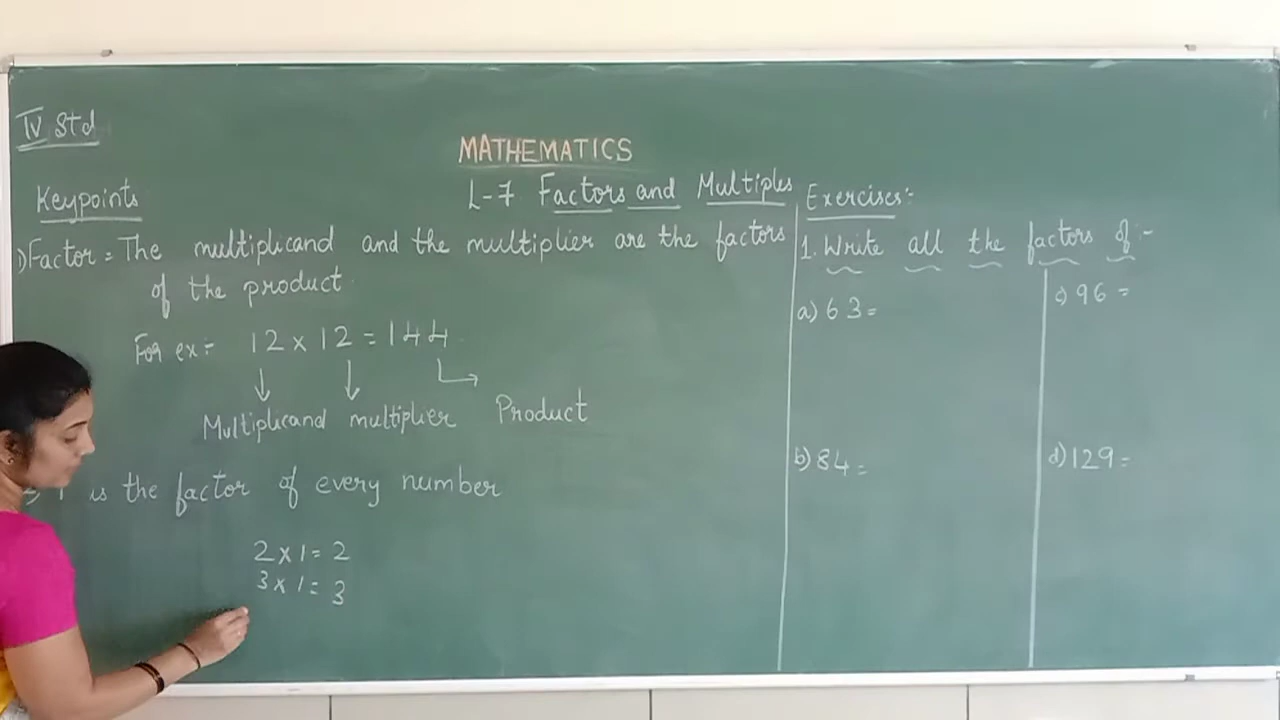 IV Std
MATHEMATICS
L-7 Factors and Multiples
Keypoints
1) Factor = The multiplicand and the multiplier are the factors
of the product.
For ex:- 12 x 12 = 144
Multiplicand multiplier Product
1 is the factor of every number
2 x 1 = 2
3 x 1 = 3
Exercises:-
1. Write all the factors of :-
a) 63 =
b) 84 =
c) 96 =
d) 129 =